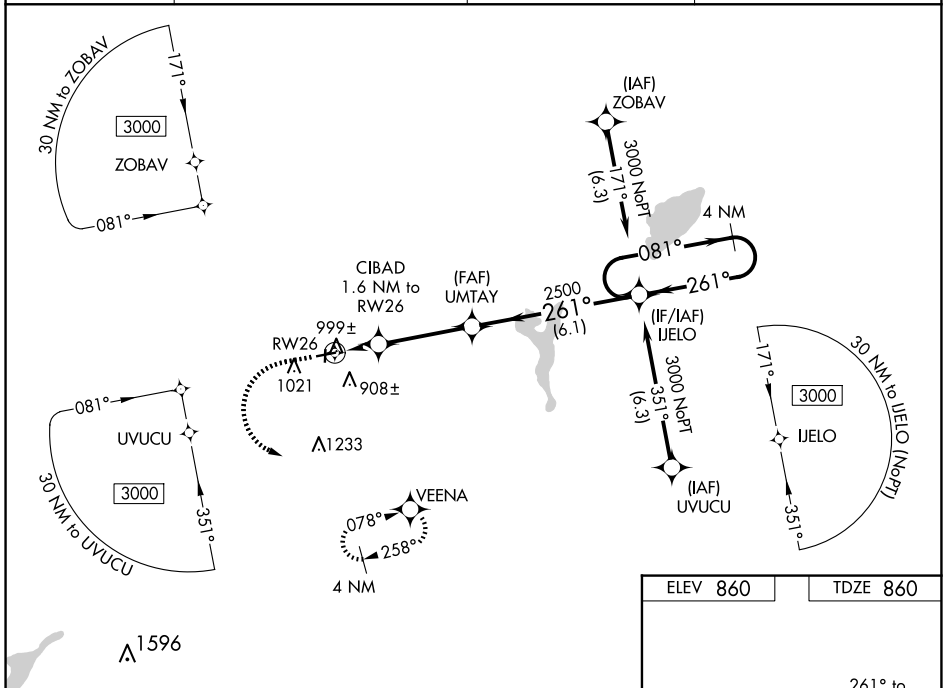 30 NM to ZOBAV
171°
3000
ZOBAV
081°
(IAF)
ZOBAV
3000 NoPT
171°
(6.3)
4 NM
081°
261°
CIBAD
1.6 NM to
RW26
(FAF)
UMTAY
2500
261°
(6.1)
(IF/IAF)
IJELO
RW26
999±
1021
908±
1233
3000 NoPT
351°
(6.3)
(IAF)
UVUCU
081°
UVUCU
3000
351°
30 NM to UVUCU
171°
3000
IJELO
351°
30 NM to IJELO (NoPT)
VEENA
078°
258°
4 NM
1596
ELEV 860
TDZE 860
261° to